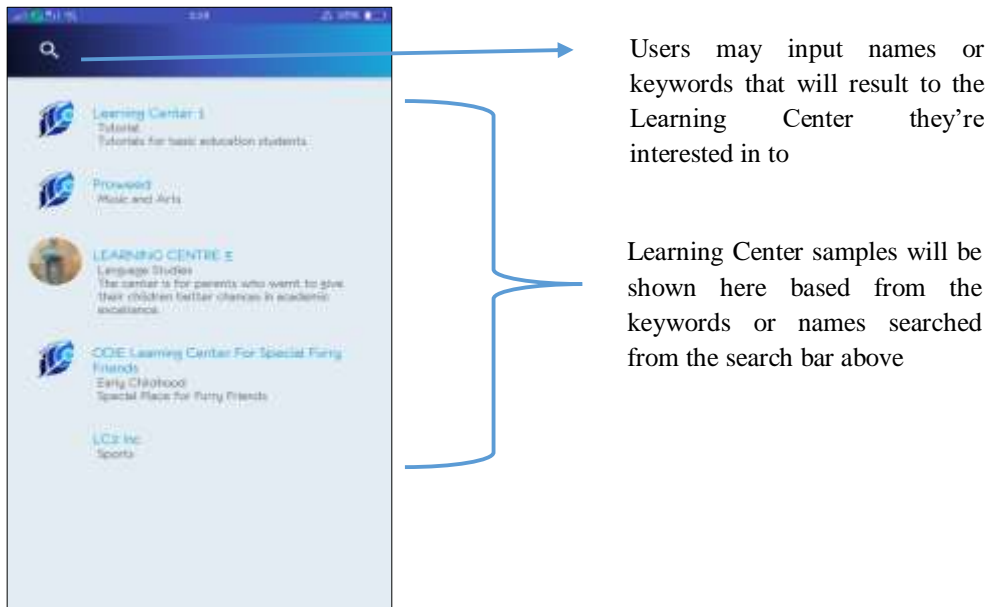 Learning Center 1
Tutorial
Tutorials for basic education students
Music and Arts
LEARNING CENTRE
Language Studies
The center is for parents who want to give
their children better chances in academic
excellence
Learning Center For Special Furry
Friends
Early Childhood
Special Place for Furry Friends
Inc
Sports
Users may input names or
keywords that will result to the
Learning Center they're
interested in to
Learning Center samples will be
shown here based from the
keywords or names searched
from the search bar above